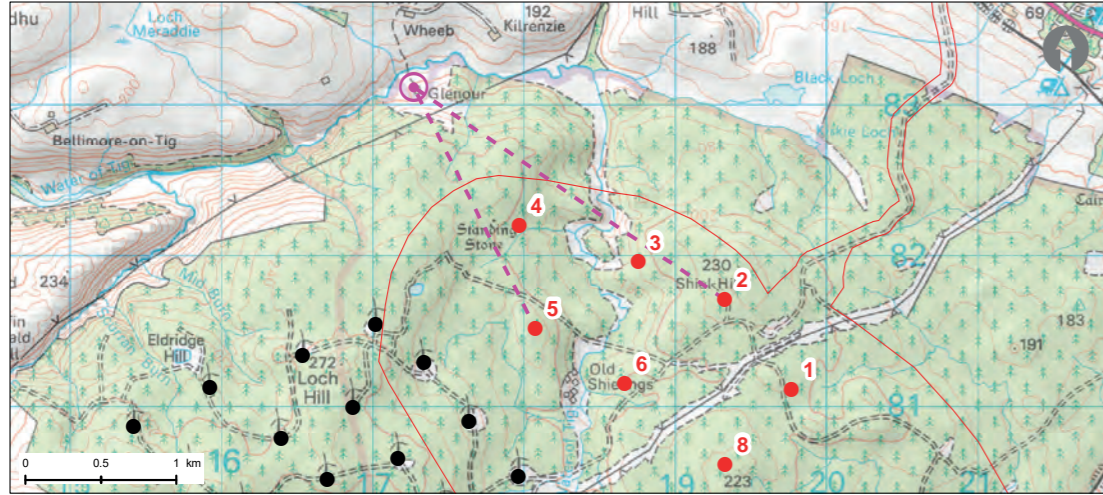 192
69
Loch
Meraddie
Wheeb
Kilrenzie
Hill
188
200
Glenour
Black Loch
83
Kilkie Loch
Bellimore-on-Tig
Water of Tig
4
Standing
Stone
3
82
230
Shiel Hill
2
234
Mid Burn
5
183
Eldridge
Hill
272
Loch
Hill
6
Old
Shielings
191
1
81
8
0 0.5 1 km
16
17
223
20
21